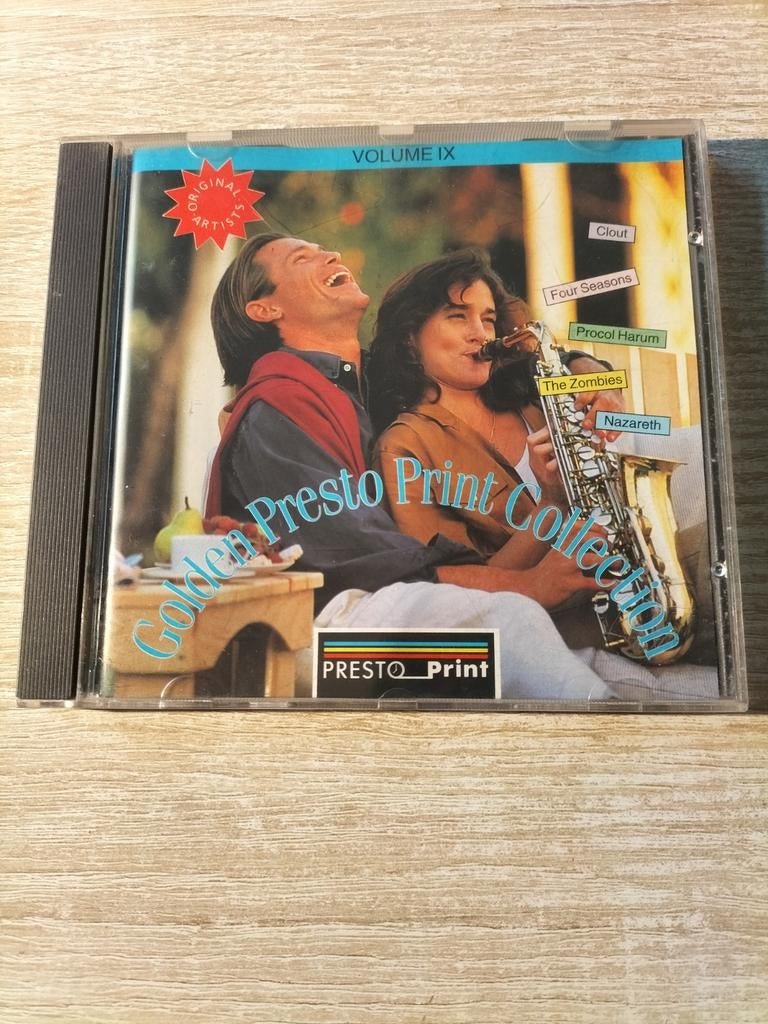 VOLUME IX
ORIGINAL
ARTISTS
Clout
Four Seasons
Procol Harum
The Zombies
Nazareth
Golden Presto Print Collection
PRESTO Print